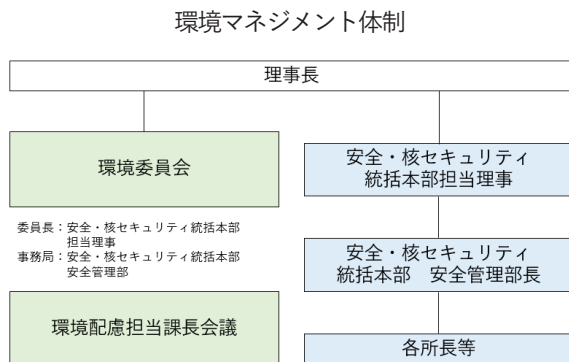 環境マネジメント体制
理事長
環境委員会
委員長：安全・核セキュリティ統括本部
担当理事
事務局：安全・核セキュリティ統括本部
安全管理部
環境配慮担当課長会議
安全・核セキュリティ
統括本部担当理事
安全・核セキュリティ
統括本部　安全管理部長
各所長等